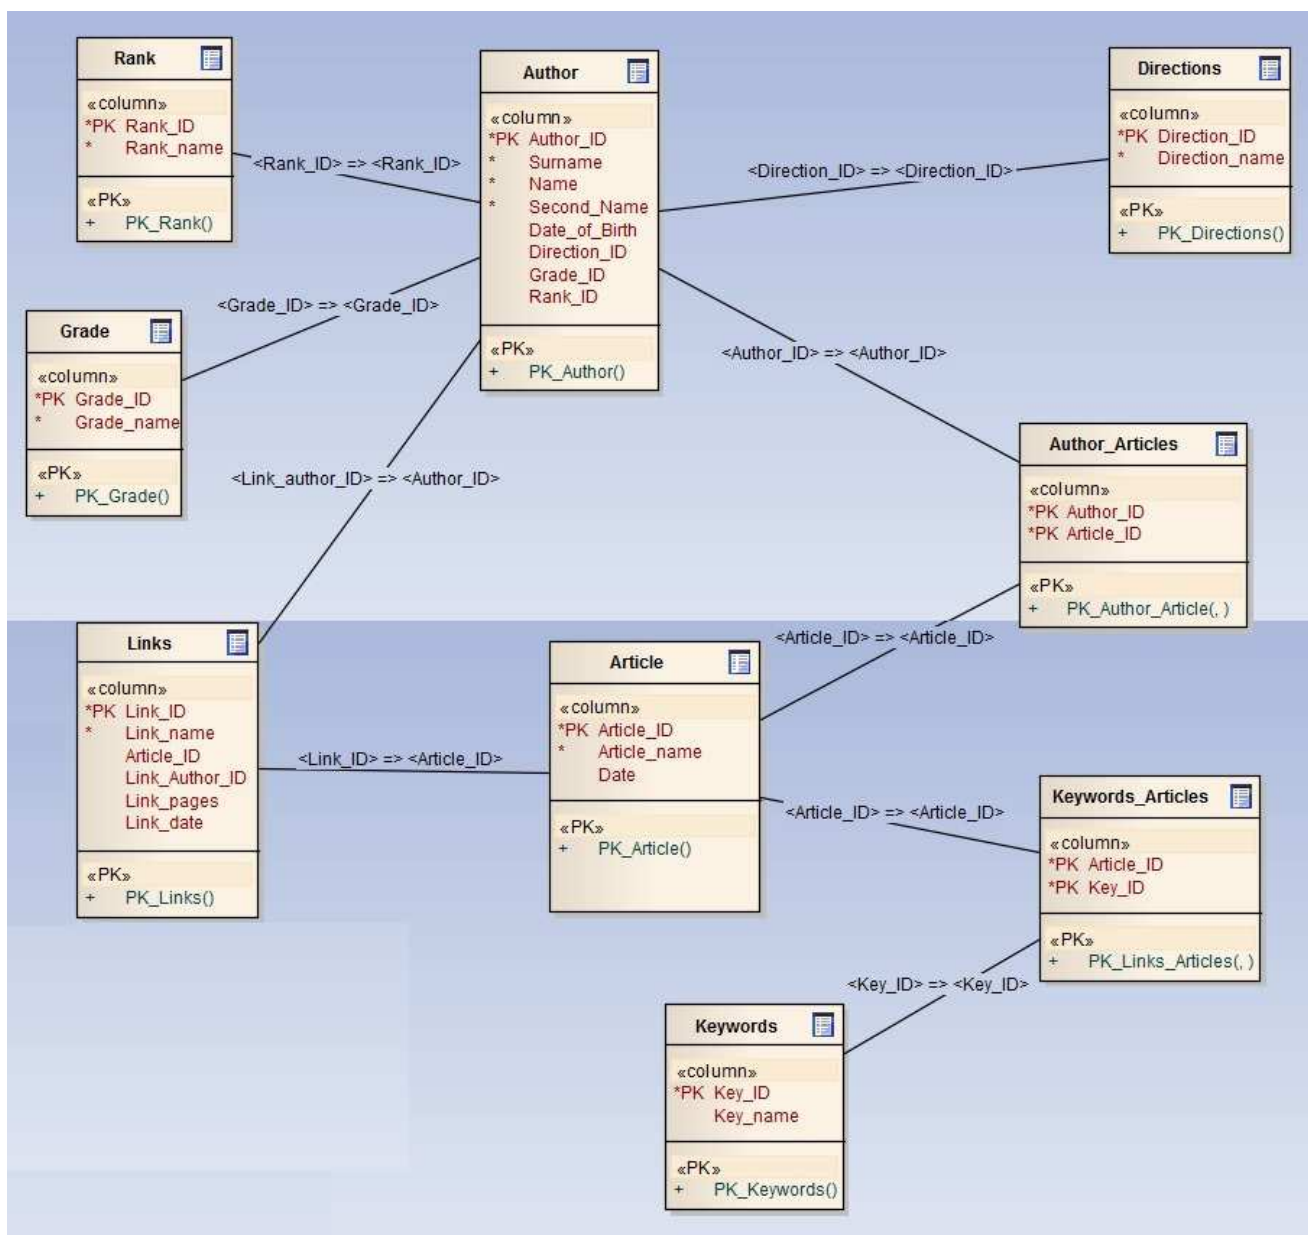 Rank
«column»
*PK Rank_ID
* Rank_name
«PK»
+ PK_Rank()
<Rank_ID> => <Rank_ID>
Author
«column»
*PK Author_ID
* Surname
* Name
* Second_Name
Date_of_Birth
Direction_ID
Grade_ID
Rank_ID
«PK»
+ PK_Author()
<Direction_ID> => <Direction_ID>
Directions
«column»
*PK Direction_ID
* Direction_name
«PK»
+ PK_Directions()
<Grade_ID> => <Grade_ID>
Grade
«column»
*PK Grade_ID
* Grade_name
«PK»
+ PK_Grade()
<Author_ID> => <Author_ID>
<Link_author_ID> => <Author_ID>
Author_Articles
«column»
*PK Author_ID
*PK Article_ID
«PK»
+ PK_Author_Article(, )
<Article_ID> => <Article_ID>
Links
«column»
*PK Link_ID
* Link_name
Article_ID
Link_Author_ID
Link_pages
Link_date
«PK»
+ PK_Links()
<Link_ID> => <Article_ID>
Article
«column»
*PK Article_ID
* Article_name
Date
«PK»
+ PK_Article()
<Article_ID> => <Article_ID>
Keywords_Articles
«column»
*PK Article_ID
*PK Key_ID
«PK»
+ PK_Links_Articles(, )
<Key_ID> => <Key_ID>
Keywords
«column»
*PK Key_ID
Key_name
«PK»
+ PK_Keywords()